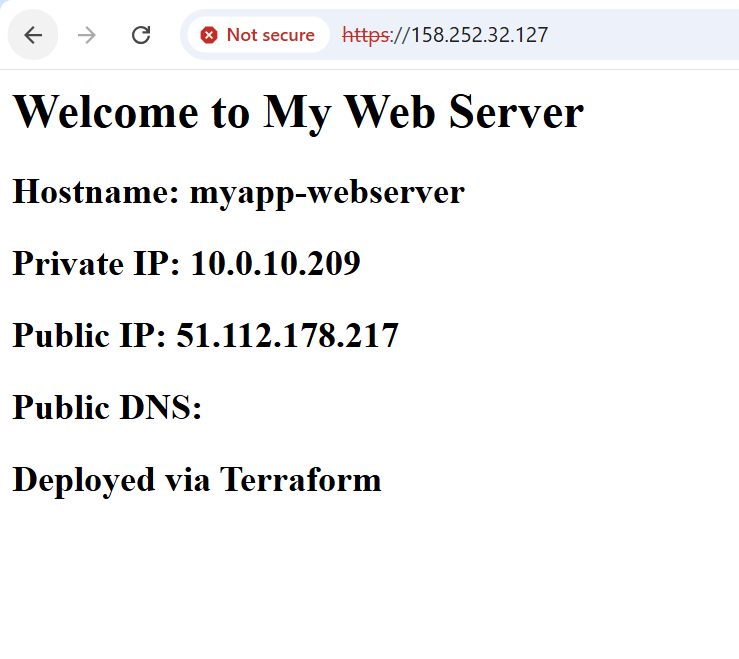 Not secure https://158.252.32.127
Welcome to My Web Server
Hostname: myapp-webserver
Private IP: 10.0.10.209
Public IP: 51.112.178.217
Public DNS:
Deployed via Terraform